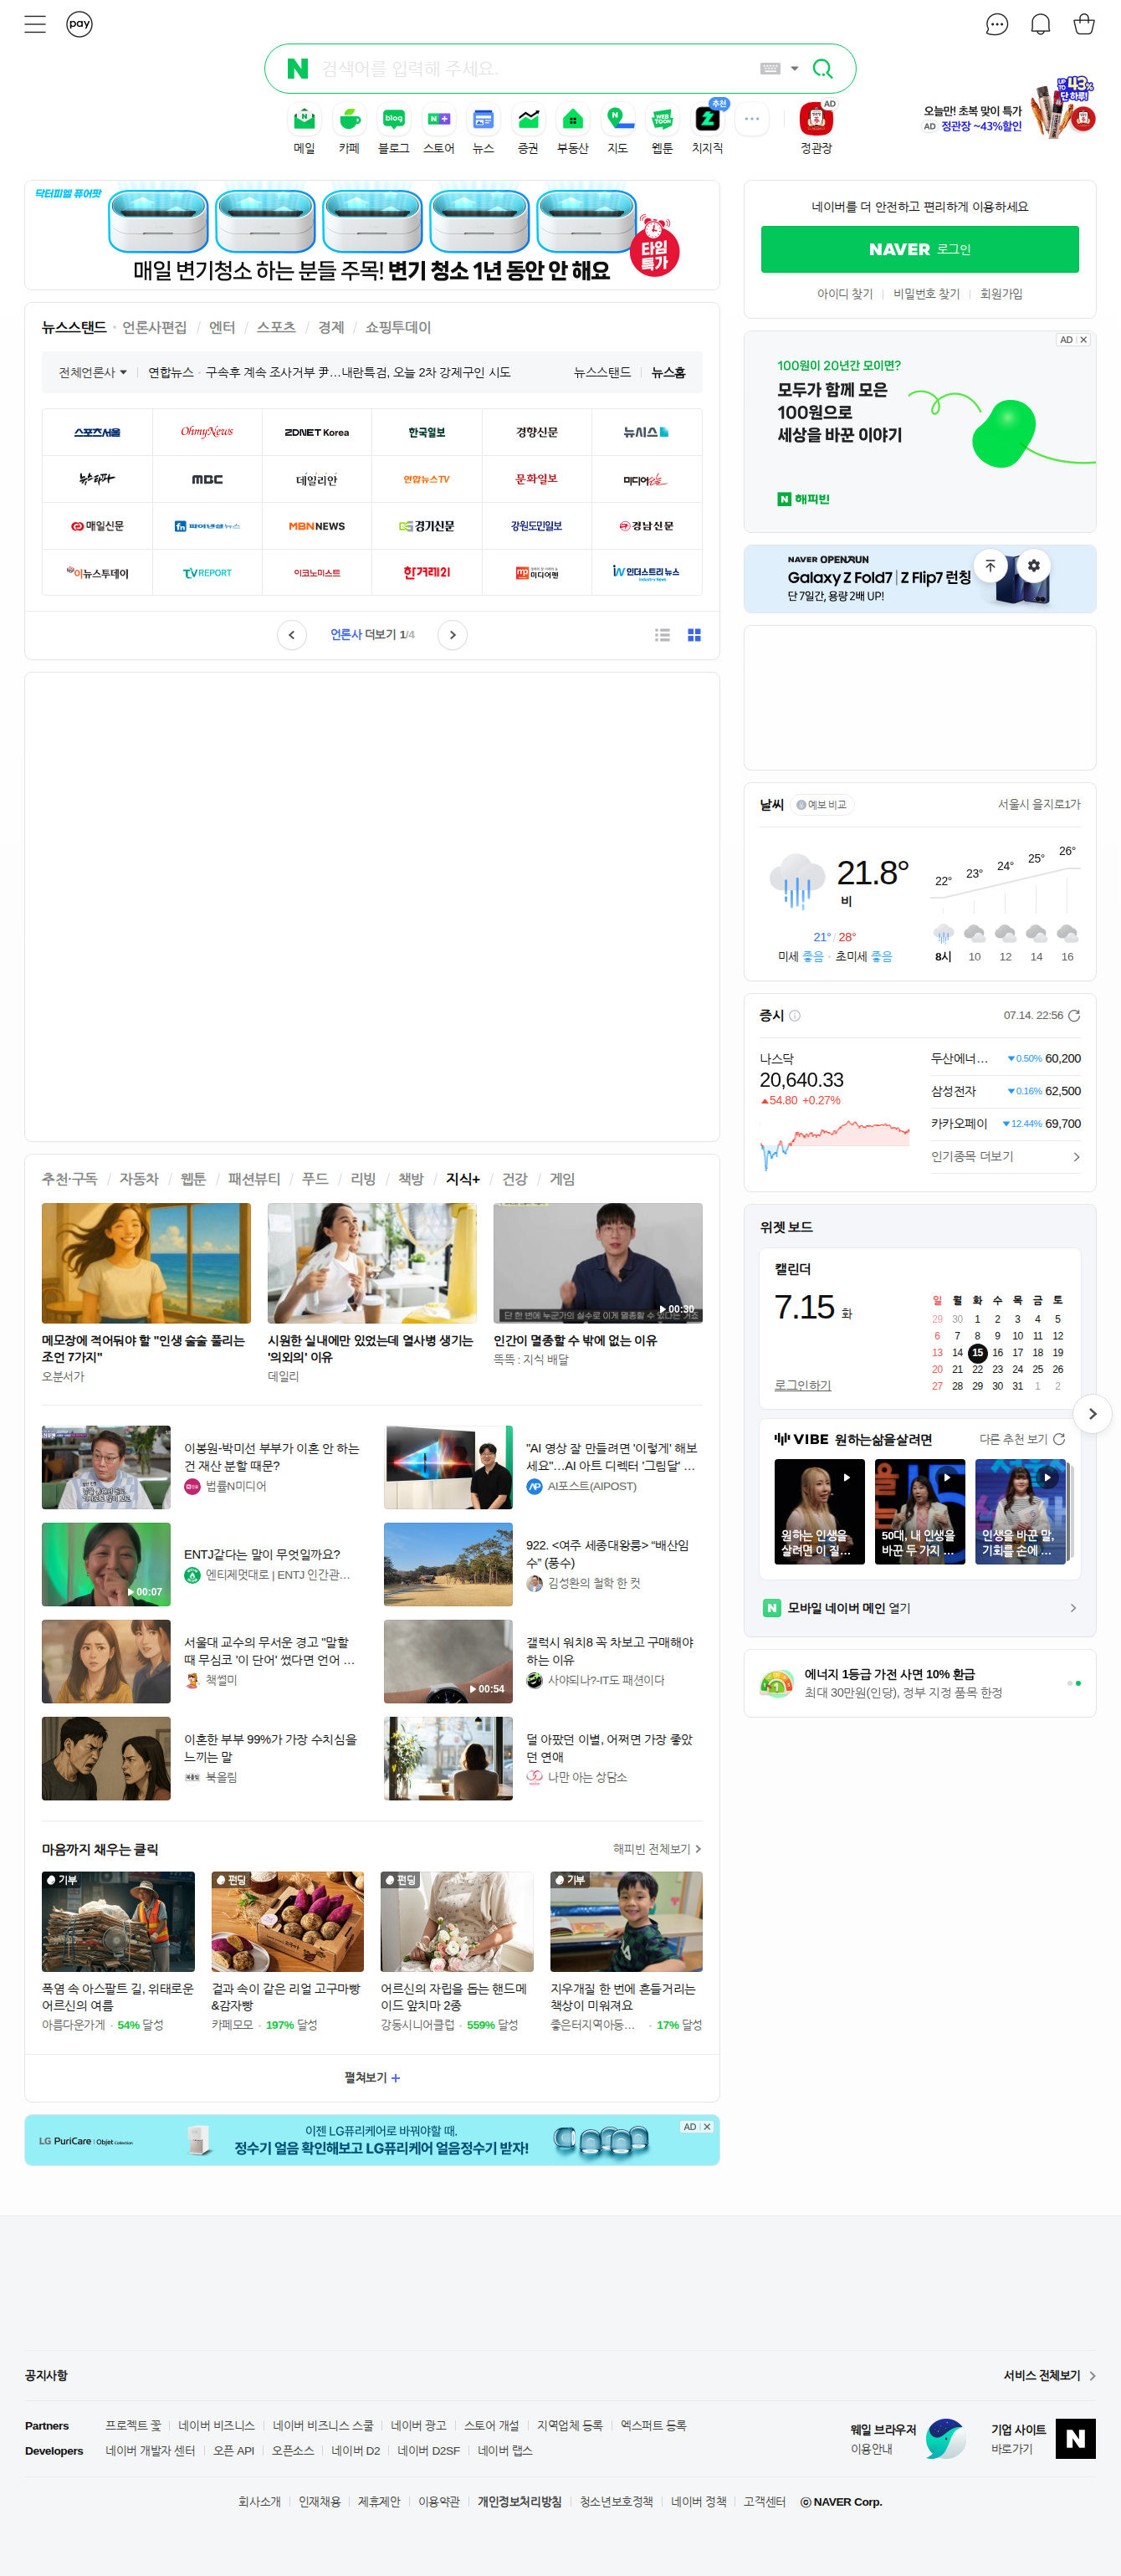 pay
검색어를 입력해 주세요.
추천
AD
메일
카페
블로그
스토어
뉴스
증권
부동산
지도
웹툰
치지직
정관장
오늘만! 초복 맞이 특가
AD 정관장 ~43%할인
UP TO 43%
단 하루!
닥터피엘 퓨어팟
매일 변기청소 하는 분들 주목! 변기 청소 1년 동안 안 해요
타임
특가
네이버를 더 안전하고 편리하게 이용하세요
NAVER 로그인
아이디 찾기
비밀번호 찾기
회원가입
뉴스스탠드 · 언론사편집 / 엔터 / 스포츠 / 경제 / 쇼핑투데이
전체언론사
연합뉴스 · 구속후 계속 조사거부 尹…내란특검, 오늘 2차 강제구인 시도
뉴스스탠드
뉴스홈
스포츠서울
OhmyNews
ZDNET Korea
한국일보
경향신문
뉴시스
뉴스타파
MBC
데일리안
연합뉴스TV
문화일보
미디어오늘
매일신문
파이낸셜뉴스
MBN NEWS
경기신문
강원도민일보
경남신문
이뉴스투데이
TV REPORT
이코노미스트
한겨레21
미디어펜
인더스트리뉴스
Industry News
언론사 더보기 1/4
AD
100원이 20년간 모이면?
모두가 함께 모은
100원으로
세상을 바꾼 이야기
해피빈
NAVER OPENRUN
Galaxy Z Fold7 | Z Flip7 런칭
단 7일간, 용량 2배 UP!
날씨
예보 비교
서울시 을지로1가
21.8°
비
21° / 28°
미세 좋음 · 초미세 좋음
22°
23°
24°
25°
26°
8시
10
12
14
16
증시
07.14. 22:56
나스닥
20,640.33
54.80 +0.27%
두산에너…
0.50% 60,200
삼성전자
0.16% 62,500
카카오페이
12.44% 69,700
인기종목 더보기
추천·구독 / 자동차 / 웹툰 / 패션뷰티 / 푸드 / 리빙 / 책방 / 지식+ / 건강 / 게임
단 한 번에 누군가의 실수로 이게 멸종할 수 있다는 거죠
00:30
메모장에 적어둬야 할 "인생 술술 풀리는
조언 7가지"
오분서가
시원한 실내에만 있었는데 열사병 생기는
'의외의' 이유
데일리
인간이 멸종할 수 밖에 없는 이유
똑똑 : 지식 배달
이봉원-박미선 부부가 이혼 안 하는
건 재산 분할 때문?
법률N미디어
"AI 영상 잘 만들려면 '이렇게' 해보
세요"…AI 아트 디렉터 '그림달' …
AI포스트(AIPOST)
00:07
ENTJ같다는 말이 무엇일까요?
엔티제멋대로 | ENTJ 인간관…
922. <여주 세종대왕릉> “배산임
수” (풍수)
김성환의 철학 한 컷
서울대 교수의 무서운 경고 "말할
때 무심코 '이 단어' 썼다면 언어 …
책썰미
00:54
갤럭시 워치8 꼭 차보고 구매해야
하는 이유
사야되나?-IT도 패션이다
이혼한 부부 99%가 가장 수치심을
느끼는 말
북올림
덜 아팠던 이별, 어쩌면 가장 좋았
던 연애
나만 아는 상담소
마음까지 채우는 클릭
해피빈 전체보기
기부
펀딩
펀딩
기부
폭염 속 아스팔트 길, 위태로운
어르신의 여름
아름다운가게 · 54% 달성
겉과 속이 같은 리얼 고구마빵
&감자빵
카페모모 · 197% 달성
어르신의 자립을 돕는 핸드메
이드 앞치마 2종
강동시니어클럽 · 559% 달성
지우개질 한 번에 흔들거리는
책상이 미워져요
좋은터지역아동… · 17% 달성
펼쳐보기
위젯 보드
캘린더
7.15 화
로그인하기
일 월 화 수 목 금 토
29 30 1 2 3 4 5
6 7 8 9 10 11 12
13 14 15 16 17 18 19
20 21 22 23 24 25 26
27 28 29 30 31 1 2
VIBE 원하는삶을살려면
다른 추천 보기
원하는 인생을
살려면 이 질…
50대, 내 인생을
바꾼 두 가지 …
인생을 바꾼 말,
기회를 손에 …
모바일 네이버 메인 열기
에너지 1등급 가전 사면 10% 환급
최대 30만원(인당), 정부 지정 품목 한정
LG PuriCare | Objet Collection
이젠 LG퓨리케어로 바꿔야할 때.
정수기 얼음 확인해보고 LG퓨리케어 얼음정수기 받자!
AD
공지사항
서비스 전체보기
Partners
프로젝트 꽃
네이버 비즈니스
네이버 비즈니스 스쿨
네이버 광고
스토어 개설
지역업체 등록
엑스퍼트 등록
Developers
네이버 개발자 센터
오픈 API
오픈소스
네이버 D2
네이버 D2SF
네이버 랩스
웨일 브라우저
이용안내
기업 사이트
바로가기
회사소개
인재채용
제휴제안
이용약관
개인정보처리방침
청소년보호정책
네이버 정책
고객센터
ⓒ NAVER Corp.